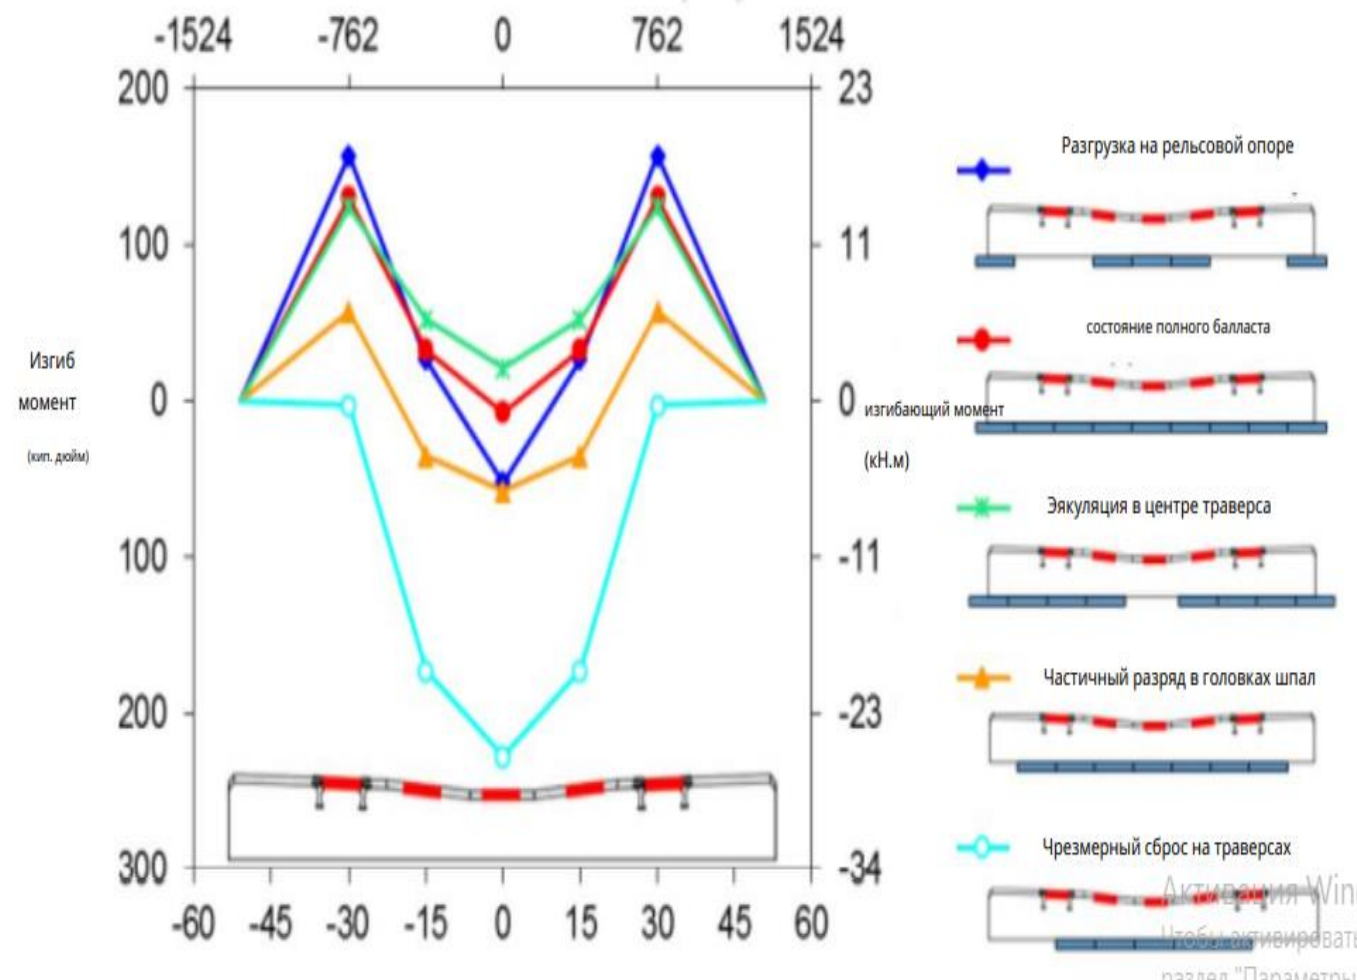 -1524 -762 0 762 1524
200 23
100 11
0 0
100 -11
200 -23
300 -34
-60 -45 -30 -15 0 15 30 45 60
Изгиб
момент
(кип. дюйм)
изгибающий момент
(кН.м)
Разгрузка на рельсовой опоре
состояние полного балласта
Эякуляция в центре траверса
Частичный разряд в головках шпал
Чрезмерный сброс на траверсах
Активация Win
Чтобы активироват
раздел "Параметры